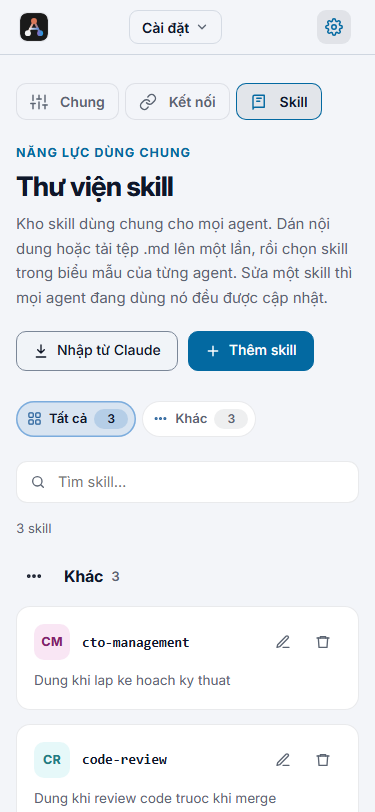 Cài đặt
Chung
Kết nối
Skill
NĂNG LỰC DÙNG CHUNG
Thư viện skill
Kho skill dùng chung cho mọi agent. Dán nội
dung hoặc tải tệp .md lên một lần, rồi chọn skill
trong biểu mẫu của từng agent. Sửa một skill thì
mọi agent đang dùng nó đều được cập nhật.
Nhập từ Claude
Thêm skill
Tất cả 3
Khác 3
Tìm skill...
3 skill
Khác 3
CM cto-management
Dung khi lap ke hoach ky thuat
CR code-review
Dung khi review code truoc khi merge